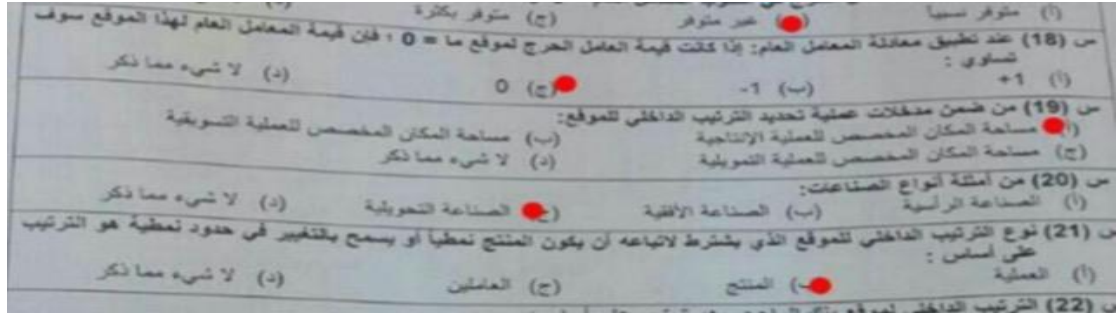 (أ) متوفر نسبياً (ب) غير متوفر (ج) متوفر بكثرة (د)
س (18) عند تطبيق معادلة المعامل العام: إذا كانت قيمة العامل الحرج لموقع ما = 0 ؛ فإن قيمة المعامل العام لهذا الموقع سوف
تساوي :
(أ) 1+ (ب) 1- (ج) 0 (د) لا شيء مما ذكر
س (19) من ضمن مدخلات عملية تحديد الترتيب الداخلي للموقع:
(أ) مساحة المكان المخصص للعملية الإنتاجية (ب) مساحة المكان المخصص للعملية التسويقية
(ج) مساحة المكان المخصص للعملية التمويلية (د) لا شيء مما ذكر
س (20) من أمثلة أنواع الصناعات:
(أ) الصناعة الرأسية (ب) الصناعة الأفقية (ج) الصناعة التحويلية (د) لا شيء مما ذكر
س (21) نوع الترتيب الداخلي للموقع الذي يشترط لاتباعه أن يكون المنتج نمطياً أو يسمح بالتغيير في حدود نمطية هو الترتيب
على أساس :
(أ) العملية (ب) المنتج (ج) العاملين (د) لا شيء مما ذكر
س (22) الترتيب الداخلي لموقع